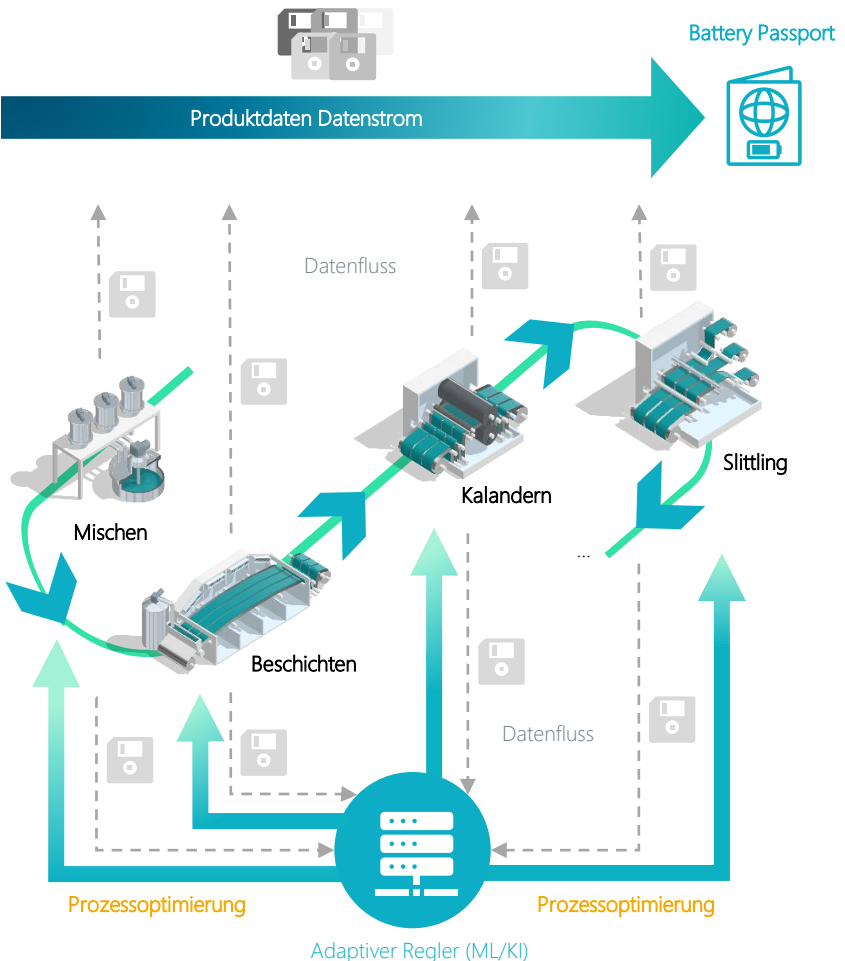 Battery Passport
Produktdaten Datenstrom
Datenfluss
Slittling
Kalandern
Mischen
...
Beschichten
Datenfluss
Prozessoptimierung
Prozessoptimierung
Adaptiver Regler (ML/KI)